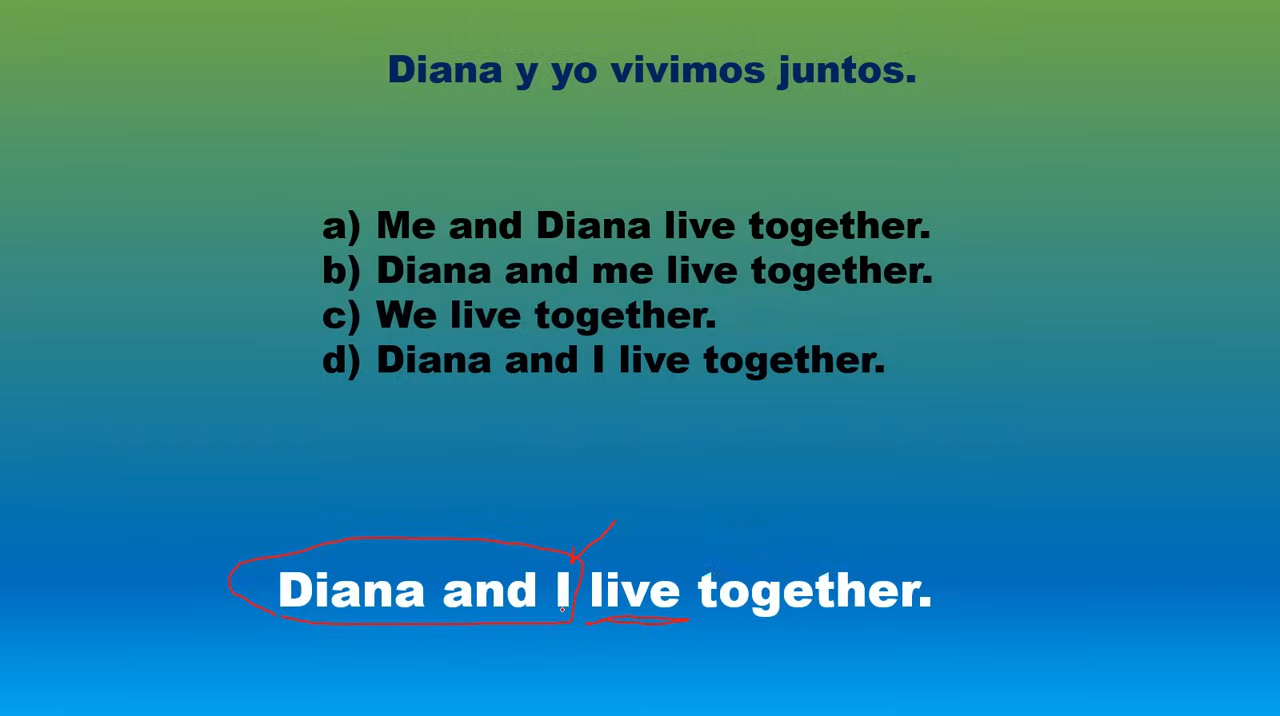 Diana y yo vivimos juntos.
a) Me and Diana live together.
b) Diana and me live together.
c) We live together.
d) Diana and I live together.
Diana and I live together.